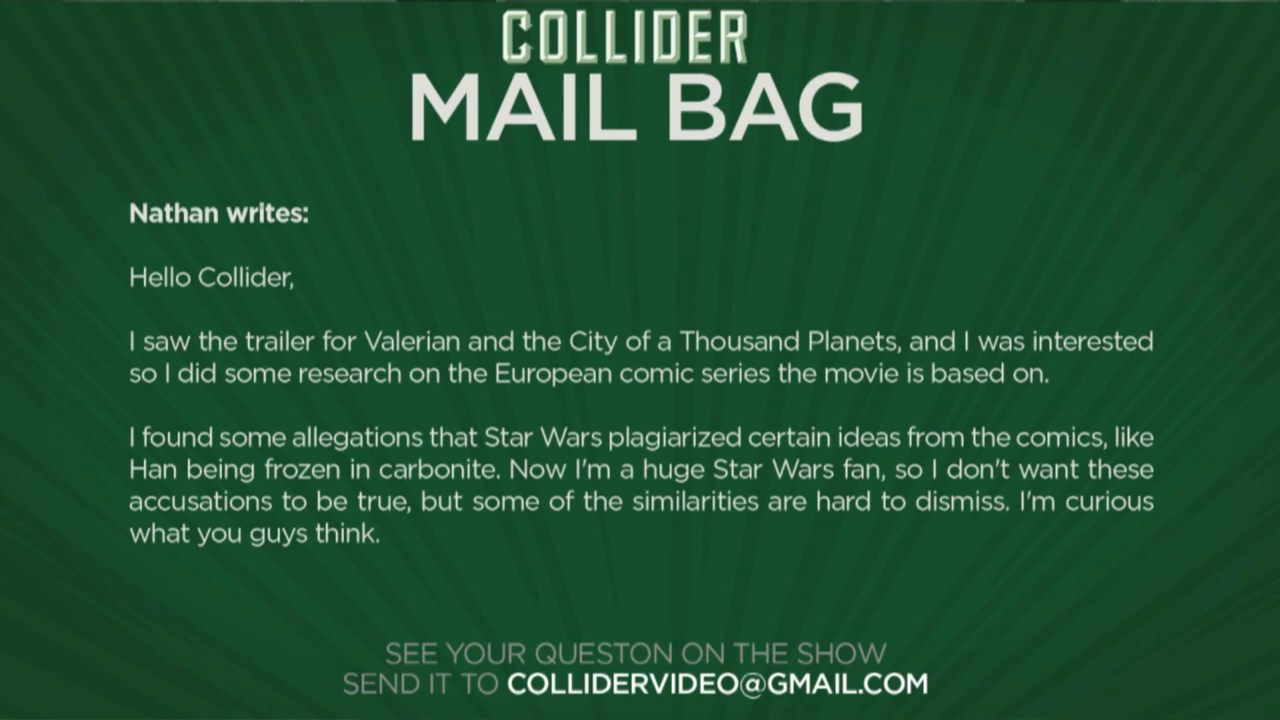 COLLIDER
MAIL BAG
Nathan writes:
Hello Collider,
I saw the trailer for Valerian and the City of a Thousand Planets, and I was interested
so I did some research on the European comic series the movie is based on.
I found some allegations that Star Wars plagiarized certain ideas from the comics, like
Han being frozen in carbonite. Now I'm a huge Star Wars fan, so I don't want these
accusations to be true, but some of the similarities are hard to dismiss. I'm curious
what you guys think.
SEE YOUR QUESTON ON THE SHOW
SEND IT TO COLLIDERVIDEO@GMAIL.COM